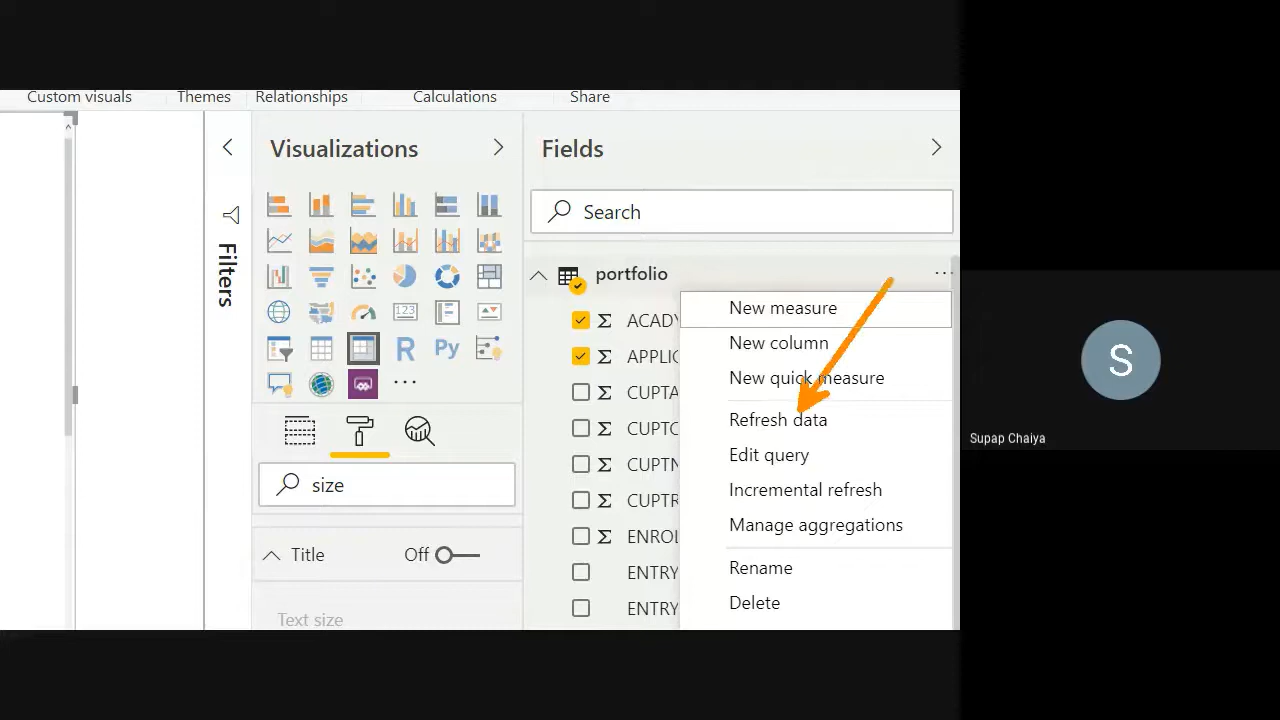 Custom visuals
Themes
Relationships
Calculations
Share
Visualizations
Fields
Search
Filters
portfolio
ACADY
APPLIC
CUPTA
CUPTC
CUPTN
CUPTR
ENROL
ENTRY
ENTRY
New measure
New column
New quick measure
Refresh data
Edit query
Incremental refresh
Manage aggregations
Rename
Delete
123
R
Py
size
Title
Off
Text size
S
Supap Chaiya